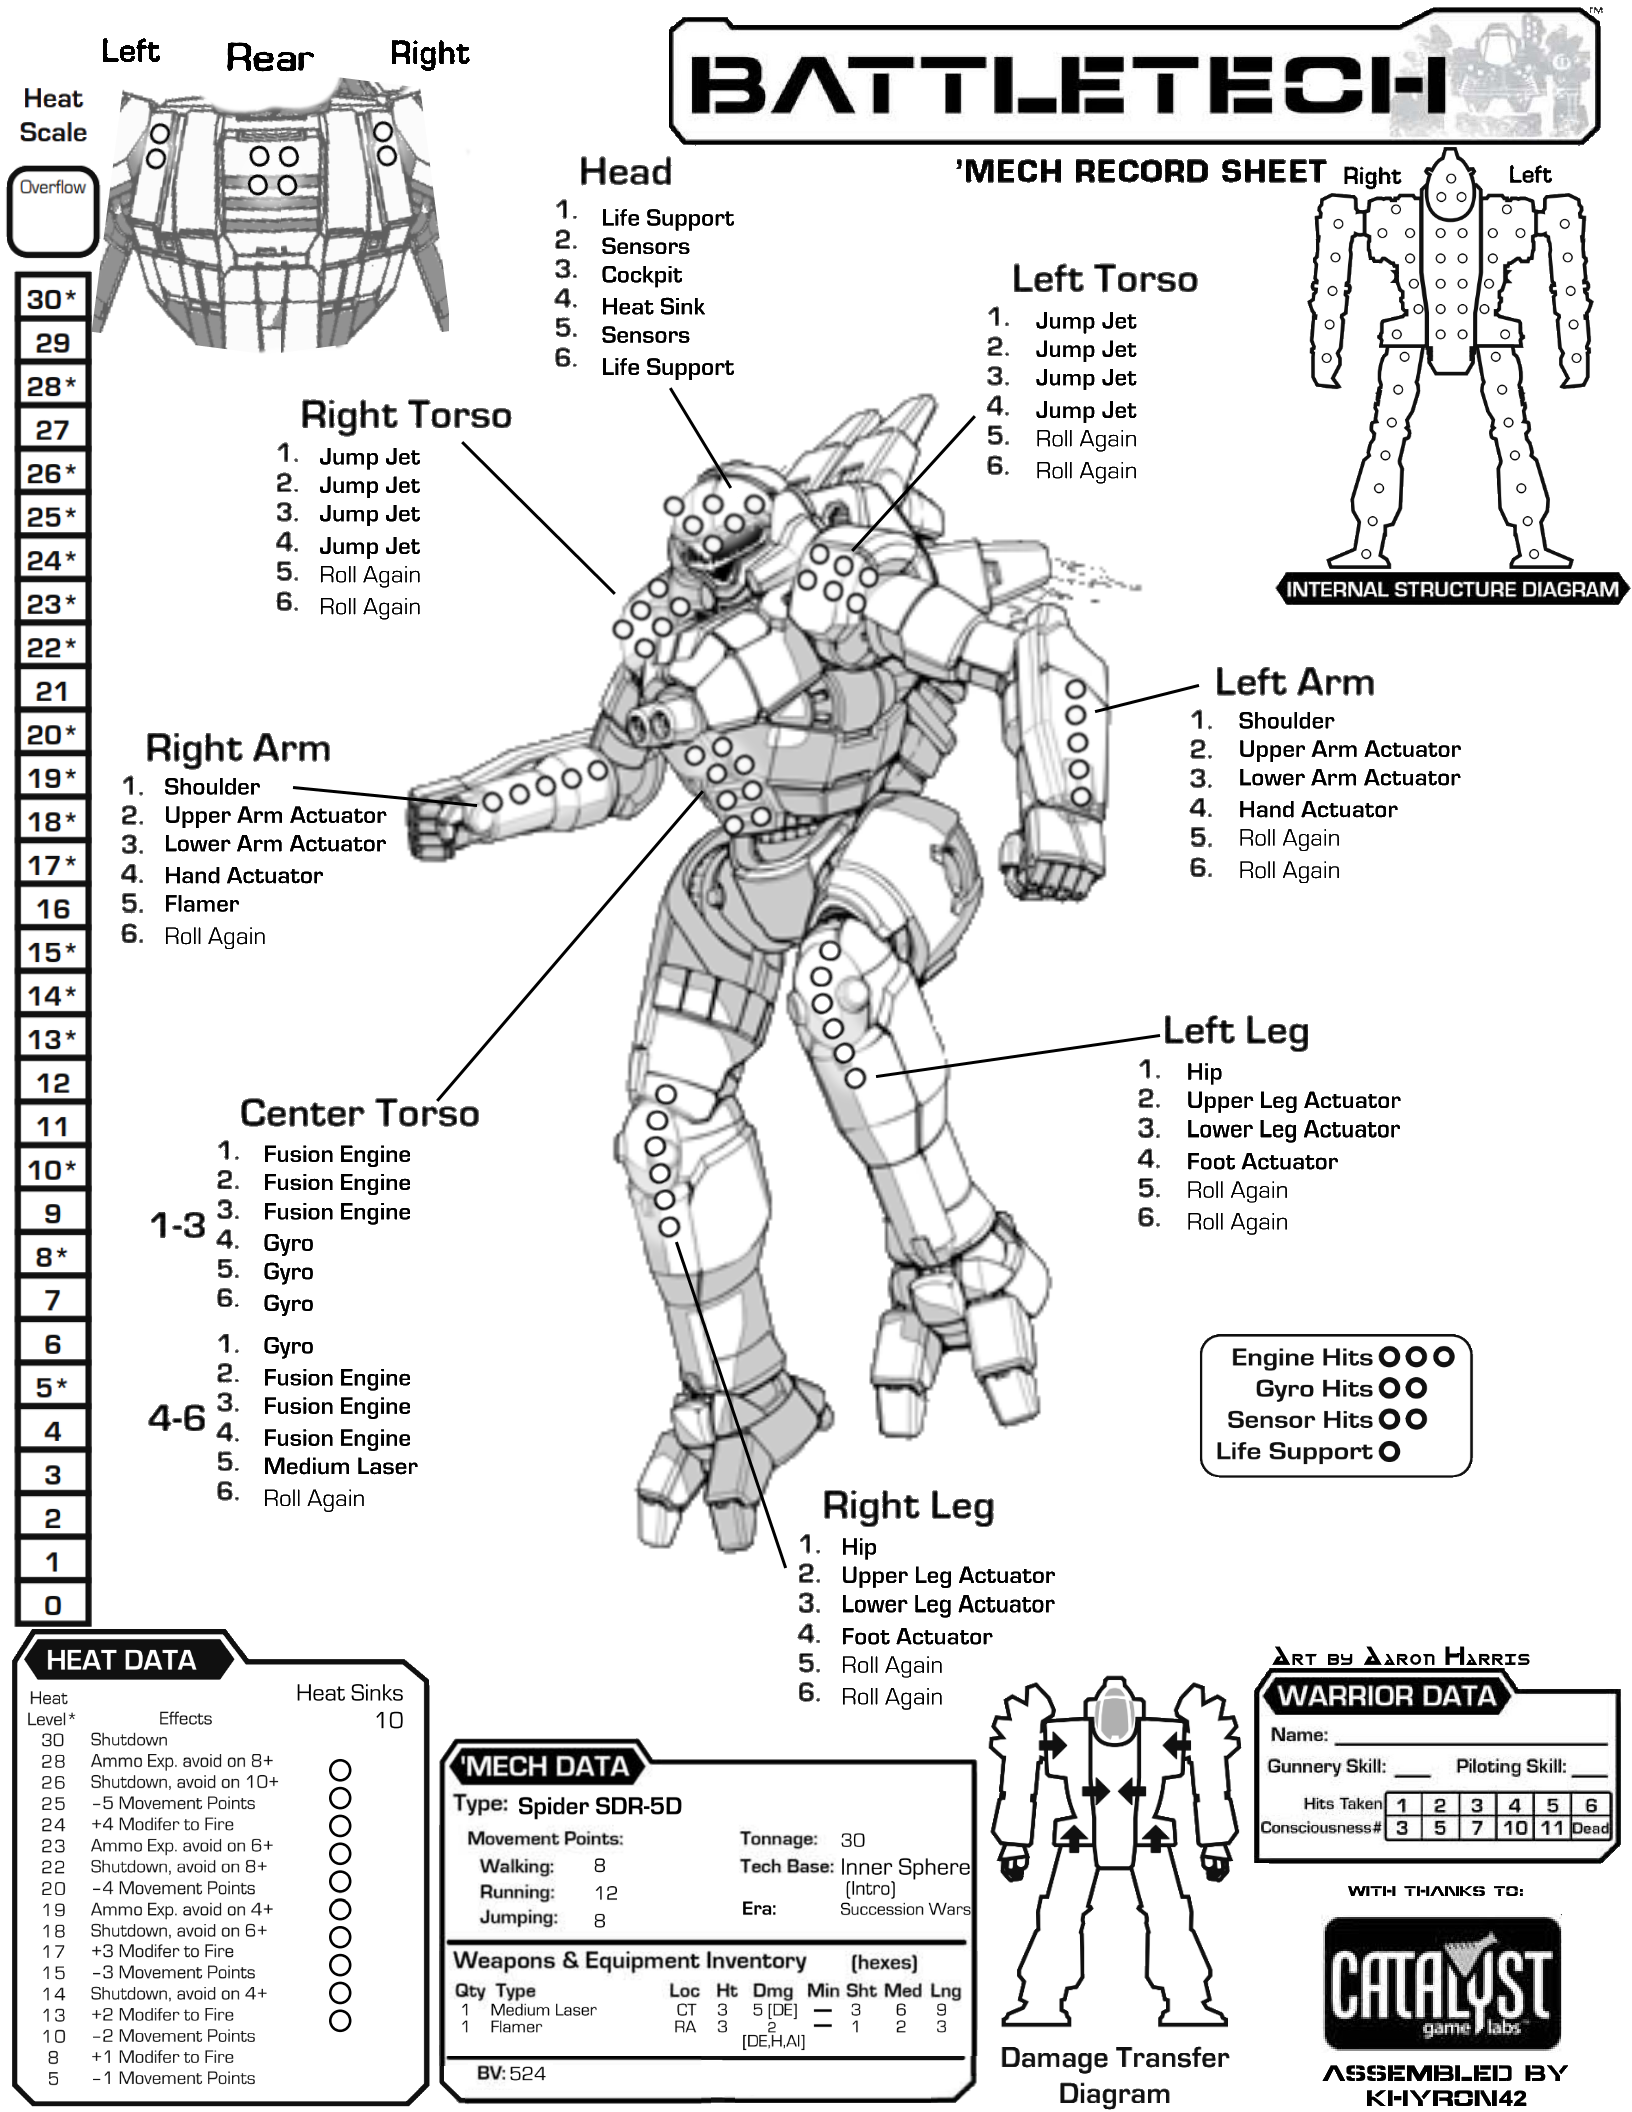 Left Rear Right
Heat
Scale
Overflow
30*
29
28*
27
26*
25*
24*
23*
22*
21
20*
19*
18*
17*
16
15*
14*
13*
12
11
10*
9
8*
7
6
5*
4
3
2
1
0
BATTLETECH
TM
'MECH RECORD SHEET
Right
Left
INTERNAL STRUCTURE DIAGRAM
Head
1. Life Support
2. Sensors
3. Cockpit
4. Heat Sink
5. Sensors
6. Life Support
Left Torso
1. Jump Jet
2. Jump Jet
3. Jump Jet
4. Jump Jet
5. Roll Again
6. Roll Again
Right Torso
1. Jump Jet
2. Jump Jet
3. Jump Jet
4. Jump Jet
5. Roll Again
6. Roll Again
Left Arm
1. Shoulder
2. Upper Arm Actuator
3. Lower Arm Actuator
4. Hand Actuator
5. Roll Again
6. Roll Again
Right Arm
1. Shoulder
2. Upper Arm Actuator
3. Lower Arm Actuator
4. Hand Actuator
5. Flamer
6. Roll Again
Left Leg
1. Hip
2. Upper Leg Actuator
3. Lower Leg Actuator
4. Foot Actuator
5. Roll Again
6. Roll Again
Center Torso
1-3
1. Fusion Engine
2. Fusion Engine
3. Fusion Engine
4. Gyro
5. Gyro
6. Gyro
4-6
1. Gyro
2. Fusion Engine
3. Fusion Engine
4. Fusion Engine
5. Medium Laser
6. Roll Again
Engine Hits
Gyro Hits
Sensor Hits
Life Support
Right Leg
1. Hip
2. Upper Leg Actuator
3. Lower Leg Actuator
4. Foot Actuator
5. Roll Again
6. Roll Again
HEAT DATA
Heat
Level* Effects
Heat Sinks
10
30 Shutdown
28 Ammo Exp. avoid on 8+
26 Shutdown, avoid on 10+
25 -5 Movement Points
24 +4 Modifer to Fire
23 Ammo Exp. avoid on 6+
22 Shutdown, avoid on 8+
20 -4 Movement Points
19 Ammo Exp. avoid on 4+
18 Shutdown, avoid on 6+
17 +3 Modifer to Fire
15 -3 Movement Points
14 Shutdown, avoid on 4+
13 +2 Modifer to Fire
10 -2 Movement Points
8 +1 Modifer to Fire
5 -1 Movement Points
'MECH DATA
Type: Spider SDR-5D
Movement Points:
Walking: 8
Running: 12
Jumping: 8
Tonnage: 30
Tech Base: Inner Sphere
(Intro)
Era: Succession Wars
Weapons & Equipment Inventory (hexes)
Qty Type Loc Ht Dmg Min Sht Med Lng
1 Medium Laser CT 3 5 [DE] — 3 6 9
1 Flamer RA 3 2 — 1 2 3
[DE,H,AI]
BV: 524
Damage Transfer
Diagram
Art by Aaron Harris
WARRIOR DATA
Name:
Gunnery Skill: ___ Piloting Skill: ___
Hits Taken 1 2 3 4 5 6
Consciousness# 3 5 7 10 11 Dead
WITH THANKS TO:
CATALYST
game labs
ASSEMBLED BY
KHYRON42